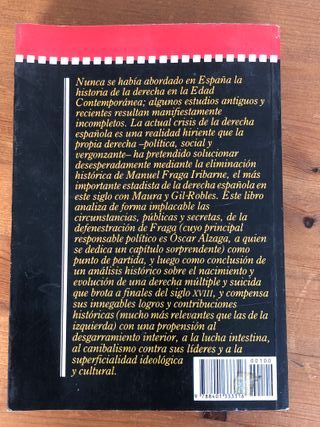 Nunca se había abordado en España la
historia de la derecha en la Edad
Contemporánea; algunos estudios antiguos y
recientes resultan manifiestamente
incompletos. La actual crisis de la derecha
española es una realidad hiriente que la
propia derecha –política, social y
vergonzante– ha pretendido solucionar
desesperadamente mediante la eliminación
histórica de Manuel Fraga Iribarne, el más
importante estadista de la derecha española en
este siglo con Maura y Gil-Robles. Este libro
analiza de forma implacable las
circunstancias, públicas y secretas, de la
defenestración de Fraga (cuyo principal
responsable político es Oscar Alzaga, a quien
se dedica un capítulo sorprendente) como
punto de partida, y luego como conclusión de
un análisis histórico sobre el nacimiento y
evolución de una derecha múltiple y suicida
que brota a finales del siglo XVIII, y compensa
sus innegables logros y contribuciones
históricas (mucho más relevantes que las de la
izquierda) con una propensión al
desgarramiento interior, a la lucha intestina,
al canibalismo contra sus líderes y a la
superficialidad ideológica
y cultural.
00100
9 788401 333316